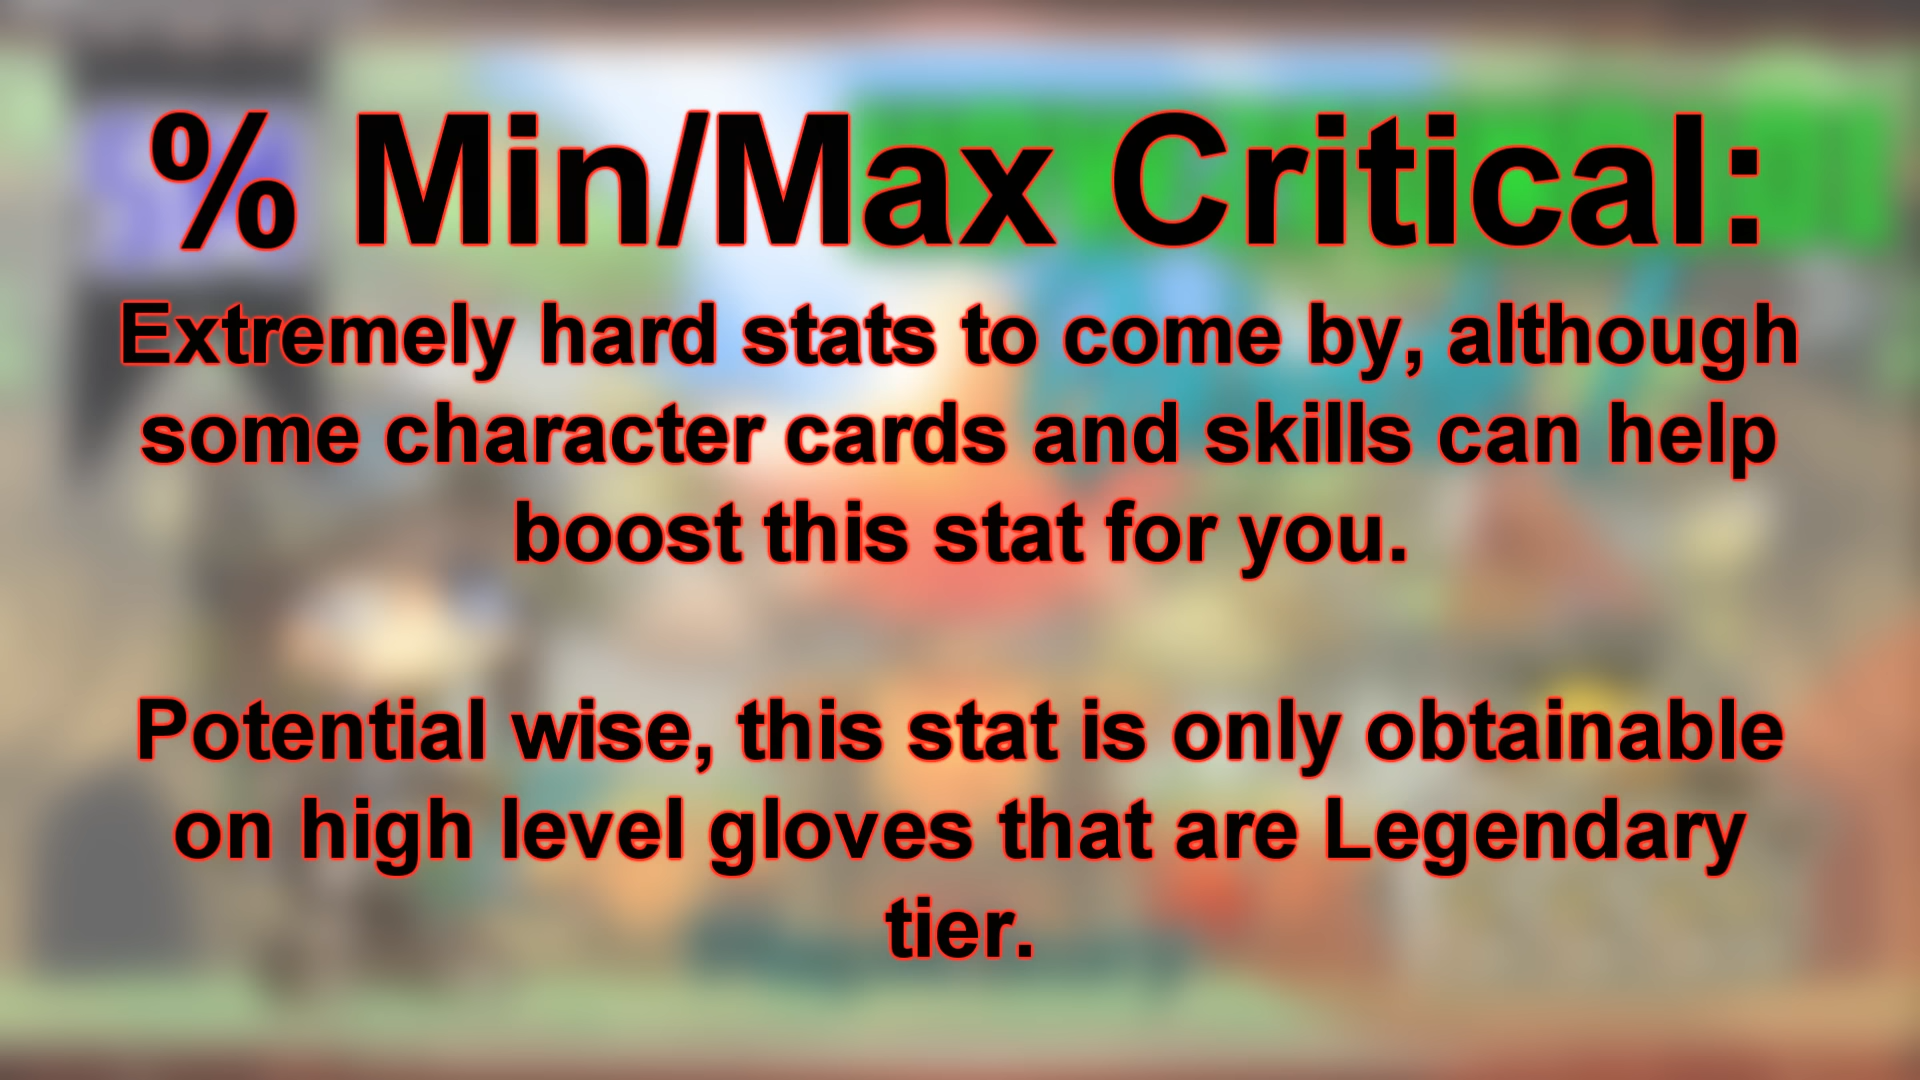 % Min/Max Critical:
Extremely hard stats to come by, although
some character cards and skills can help
boost this stat for you.
Potential wise, this stat is only obtainable
on high level gloves that are Legendary
tier.